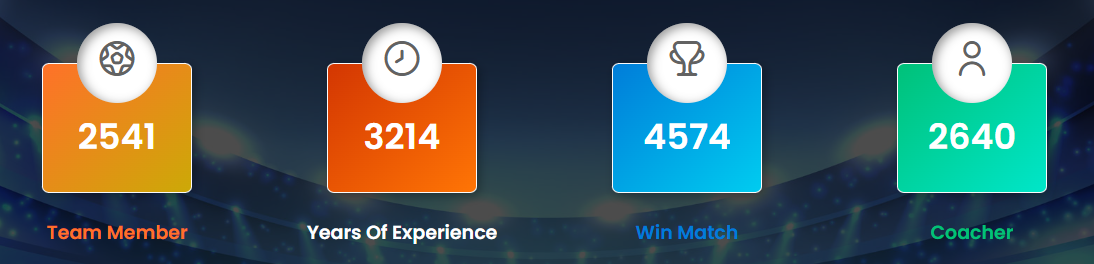 2541
3214
4574
2640
Team Member
Years Of Experience
Win Match
Coacher